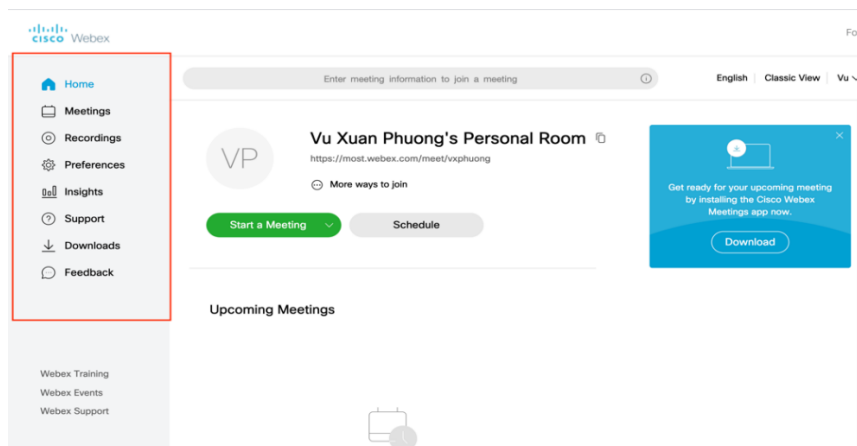 CISCO Webex
Fo
Home
Meetings
Recordings
Preferences
Insights
Support
Downloads
Feedback
Webex Training
Webex Events
Webex Support
Enter meeting information to join a meeting
English Classic View Vu
VP
Vu Xuan Phuong's Personal Room
https://most.webex.com/meet/vxphuong
More ways to join
Start a Meeting
Schedule
Get ready for your upcoming meeting
by installing the Cisco Webex
Meetings app now.
Download
Upcoming Meetings